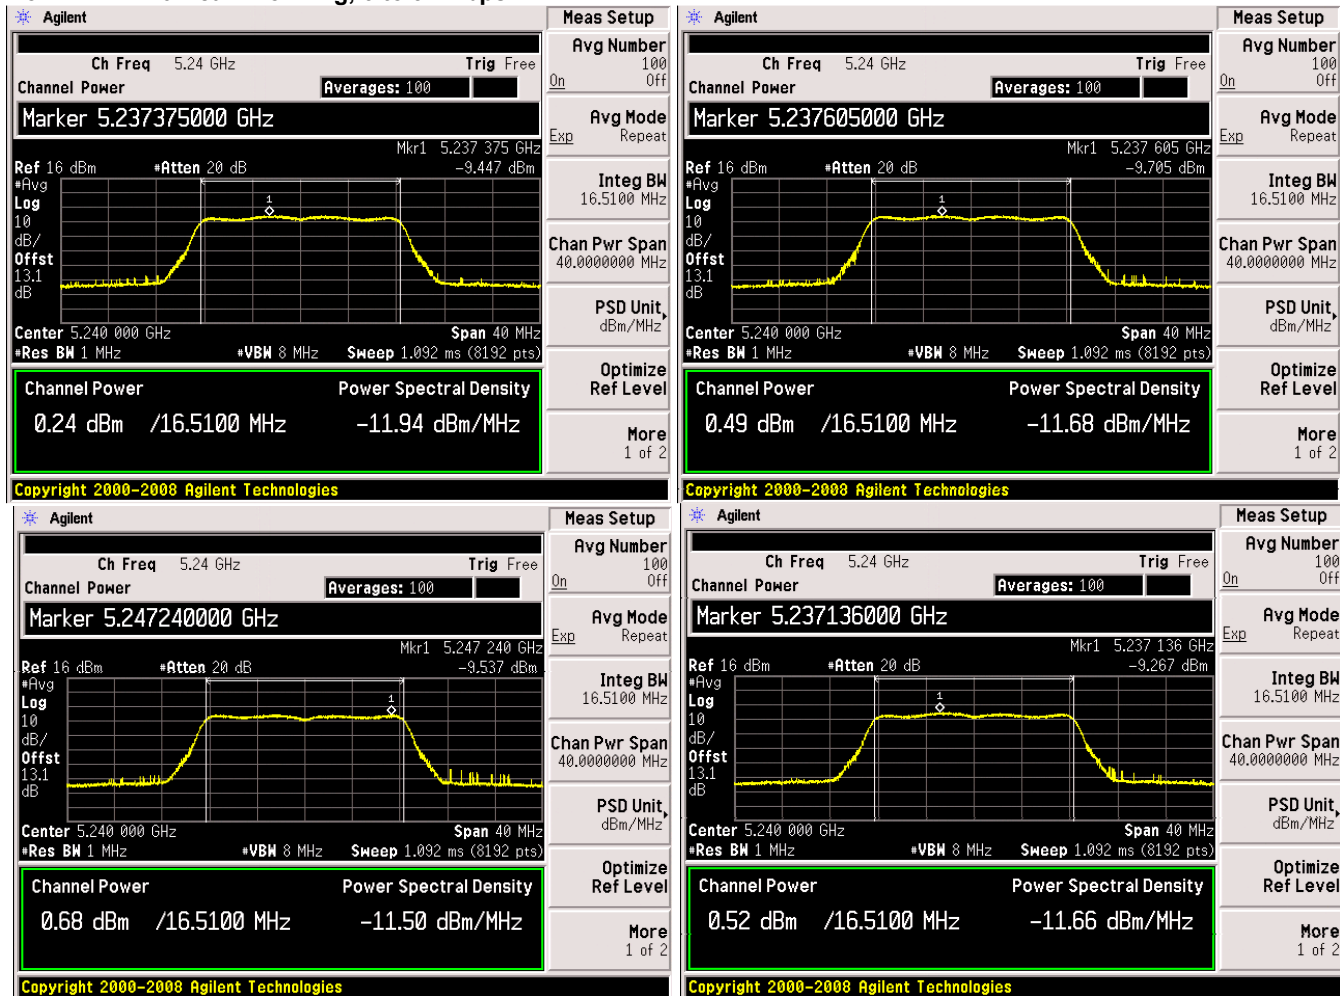 Agilent
Meas Setup
Ch Freq 5.24 GHz Trig Free
Channel Power Averages: 100
Marker 5.237375000 GHz
Mkr1 5.237 375 GHz
Ref 16 dBm #Atten 20 dB -9.447 dBm
#Avg
Log
10
dB/
Offst
13.1
dB
1
Center 5.240 000 GHz Span 40 MHz
#Res BW 1 MHz #VBW 8 MHz Sweep 1.092 ms (8192 pts)
Channel Power Power Spectral Density
0.24 dBm /16.5100 MHz -11.94 dBm/MHz
Avg Number
100
On Off
Avg Mode
Exp Repeat
Integ BW
16.5100 MHz
Chan Pwr Span
40.0000000 MHz
PSD Unit
dBm/MHz
Optimize
Ref Level
More
1 of 2
Copyright 2000-2008 Agilent Technologies
Agilent
Meas Setup
Ch Freq 5.24 GHz Trig Free
Channel Power Averages: 100
Marker 5.237605000 GHz
Mkr1 5.237 605 GHz
Ref 16 dBm #Atten 20 dB -9.705 dBm
#Avg
Log
10
dB/
Offst
13.1
dB
1
Center 5.240 000 GHz Span 40 MHz
#Res BW 1 MHz #VBW 8 MHz Sweep 1.092 ms (8192 pts)
Channel Power Power Spectral Density
0.49 dBm /16.5100 MHz -11.68 dBm/MHz
Avg Number
100
On Off
Avg Mode
Exp Repeat
Integ BW
16.5100 MHz
Chan Pwr Span
40.0000000 MHz
PSD Unit
dBm/MHz
Optimize
Ref Level
More
1 of 2
Copyright 2000-2008 Agilent Technologies
Agilent
Meas Setup
Ch Freq 5.24 GHz Trig Free
Channel Power Averages: 100
Marker 5.247240000 GHz
Mkr1 5.247 240 GHz
Ref 16 dBm #Atten 20 dB -9.537 dBm
#Avg
Log
10
dB/
Offst
13.1
dB
1
Center 5.240 000 GHz Span 40 MHz
#Res BW 1 MHz #VBW 8 MHz Sweep 1.092 ms (8192 pts)
Channel Power Power Spectral Density
0.68 dBm /16.5100 MHz -11.50 dBm/MHz
Avg Number
100
On Off
Avg Mode
Exp Repeat
Integ BW
16.5100 MHz
Chan Pwr Span
40.0000000 MHz
PSD Unit
dBm/MHz
Optimize
Ref Level
More
1 of 2
Copyright 2000-2008 Agilent Technologies
Agilent
Meas Setup
Ch Freq 5.24 GHz Trig Free
Channel Power Averages: 100
Marker 5.237136000 GHz
Mkr1 5.237 136 GHz
Ref 16 dBm #Atten 20 dB -9.267 dBm
#Avg
Log
10
dB/
Offst
13.1
dB
1
Center 5.240 000 GHz Span 40 MHz
#Res BW 1 MHz #VBW 8 MHz Sweep 1.092 ms (8192 pts)
Channel Power Power Spectral Density
0.52 dBm /16.5100 MHz -11.66 dBm/MHz
Avg Number
100
On Off
Avg Mode
Exp Repeat
Integ BW
16.5100 MHz
Chan Pwr Span
40.0000000 MHz
PSD Unit
dBm/MHz
Optimize
Ref Level
More
1 of 2
Copyright 2000-2008 Agilent Technologies